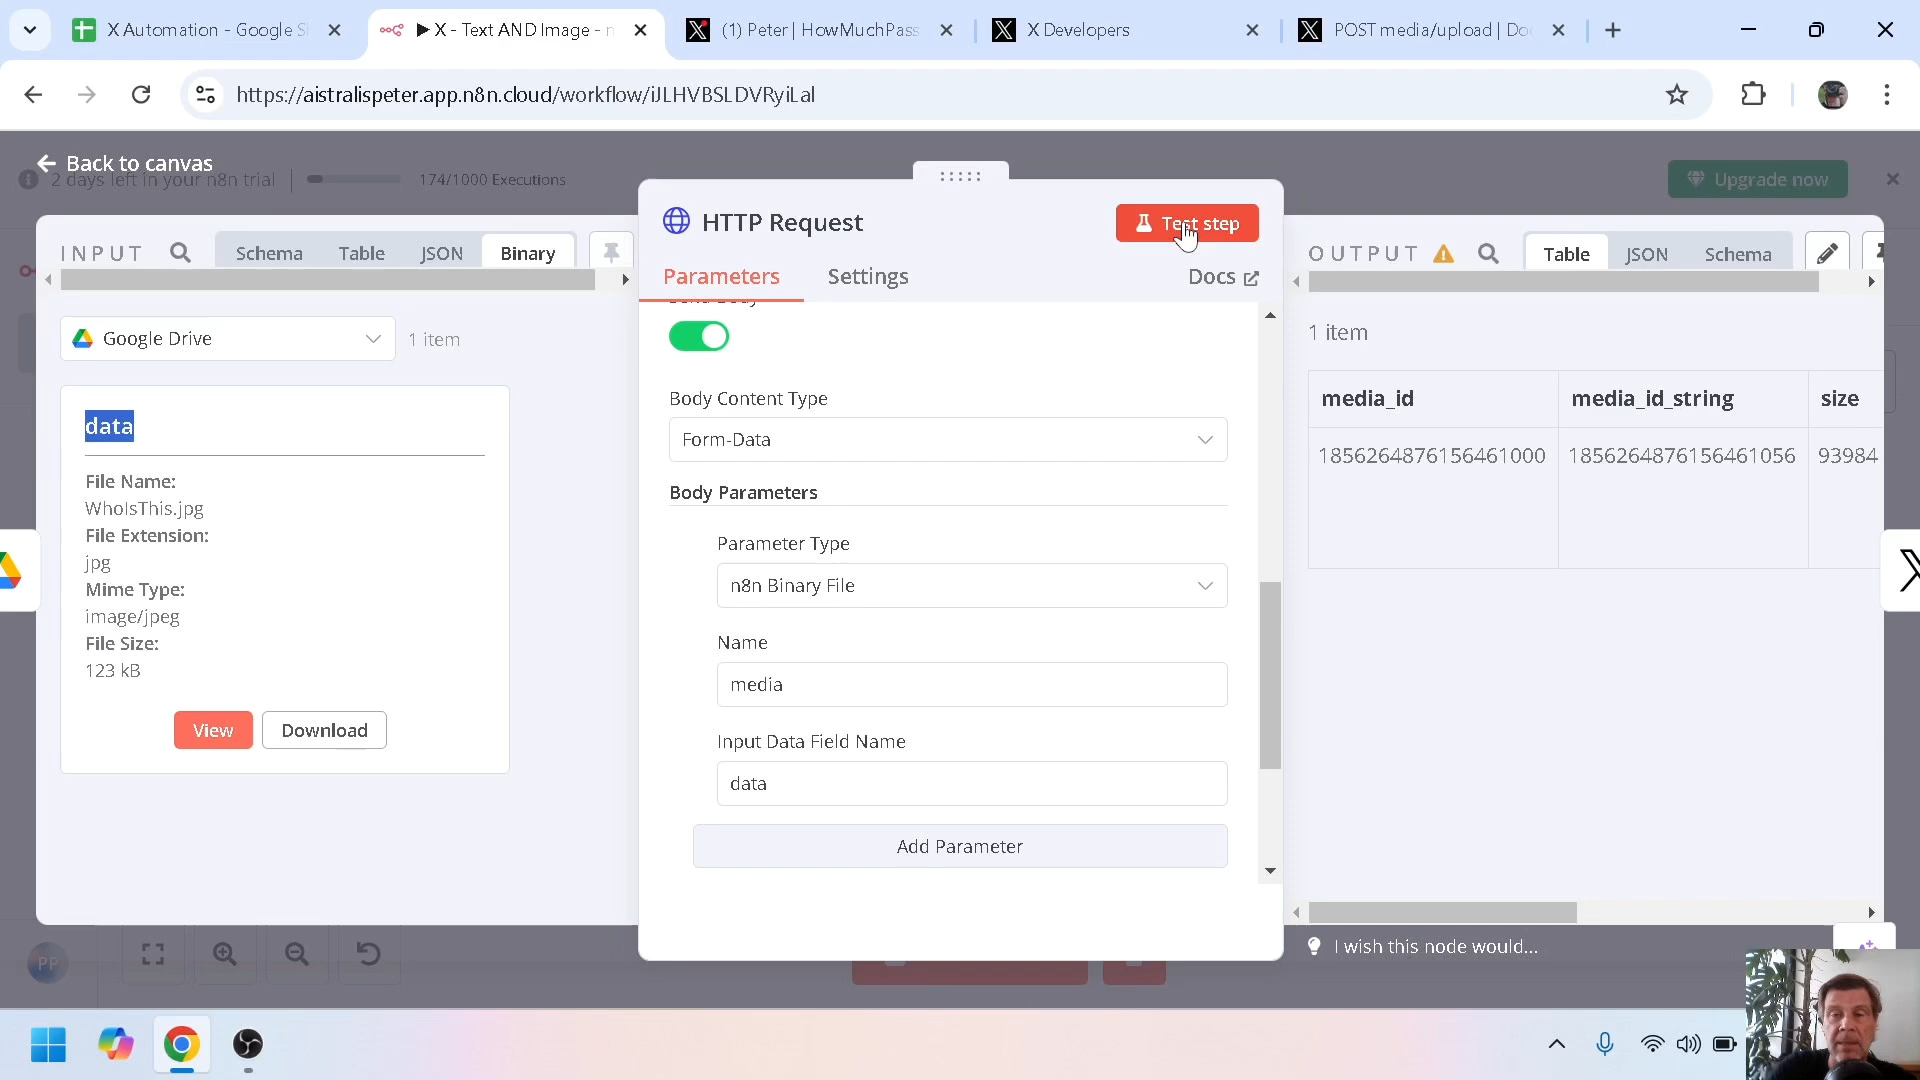 X Automation - Google S
▶ X - Text AND Image - n
(1) Peter | HowMuchPass
X Developers
POST media/upload | Do
https://aistralispeter.app.n8n.cloud/workflow/iJLHVBSLDVRyiLal
Back to canvas
2 days left in your n8n trial
174/1000 Executions
Upgrade now
HTTP Request
Test step
INPUT
Schema
Table
JSON
Binary
Parameters
Settings
Docs
OUTPUT
Table
JSON
Schema
Google Drive
1 item
data
File Name:
WhoIsThis.jpg
File Extension:
jpg
Mime Type:
image/jpeg
File Size:
123 kB
View
Download
Send Body
Body Content Type
Form-Data
Body Parameters
Parameter Type
n8n Binary File
Name
media
Input Data Field Name
data
Add Parameter
1 item
media_id
media_id_string
size
1856264876156461000
1856264876156461056
93984
I wish this node would...
PP